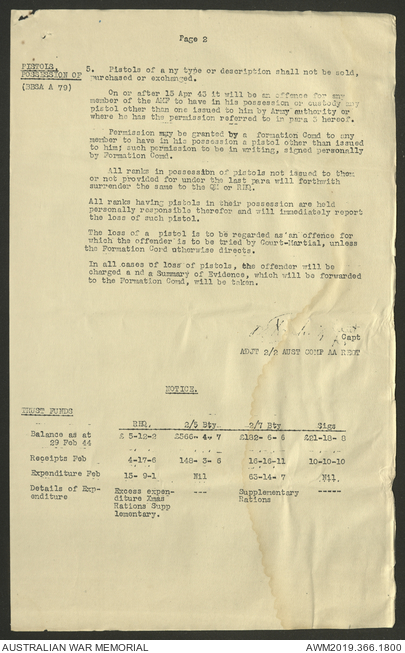 Page 2
PISTOLS,
POSSESSION OF
(SBSA A 79)
5. Pistols of a ny type or description shall not be sold,
purchased or exchanged.
On or after 15 Apr 43 it will be an offence for any
member of the AMF to have in his possession or custody any
pistol other than one issued to him by Army authority or
where he has the permission referred to in para 3 hereof.
Permission may be granted by a formation Comd to any
member to have in his possession a pistol other than issued
to him; such permission to be in writing, signed personally
by Formation Comd.
All ranks in possession of pistols not issued to them
or not provided for under the last para will forthwith
surrender the same to the QM or RHQ.
All ranks having pistols in their possession are held
personally responsible therefor and will immediately report
the loss of such pistol.
The loss of a pistol is to be regarded as an offence for
which the offender is to be tried by Court-Martial, unless
the Formation Comd otherwise directs.
In all cases of loss of pistols, the offender will be
charged a nd a Summary of Evidence, which will be forwarded
to the Formation Comd, will be taken.
Capt
ADJT 2/2 AUST COMP AA REGT
NOTICE.
TRUST FUNDS
RHQ. 2/5 Bty 2/7 Bty Sigs
Balance as at £ 5-12-2 £566- 4- 7 £182- 6- 6 £21-18- 8
29 Feb 44
Receipts Feb 4-17-6 148- 3- 6 16-16-11 10-10-10
Expenditure Feb 15- 9-1 Nil 63-14- 7 Nil.
Details of Exp- Excess expen- --- Supplementary -----
enditure diture Xmas Rations
Rations Supp
lementary.
AUSTRALIAN WAR MEMORIAL AWM2019.366.1800